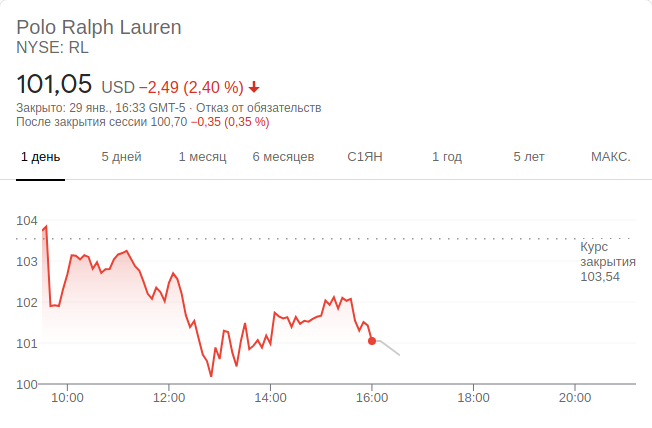 Polo Ralph Lauren
NYSE: RL
101,05 USD −2,49 (2,40 %)
Закрыто: 29 янв., 16:33 GMT-5 · Отказ от обязательств
После закрытия сессии 100,70 −0,35 (0,35 %)
1 день 5 дней 1 месяц 6 месяцев С1ЯН 1 год 5 лет МАКС.
104
Курс
закрытия
103,54
103
102
101
100
10:00 12:00 14:00 16:00 18:00 20:00